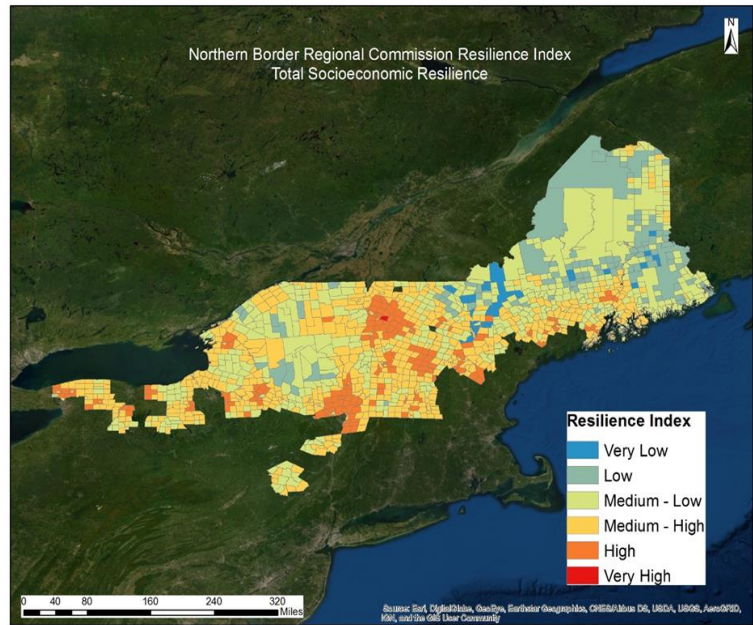 Northern Border Regional Commission Resilience Index
Total Socioeconomic Resilience
N
Resilience Index
Very Low
Low
Medium - Low
Medium - High
High
Very High
0 40 80 160 240 320
Miles
Source: Esri, DigitalGlobe, GeoEye, Earthstar Geographics, CNES/Airbus DS, USDA, USGS, AeroGRID,
IGN, and the GIS User Community